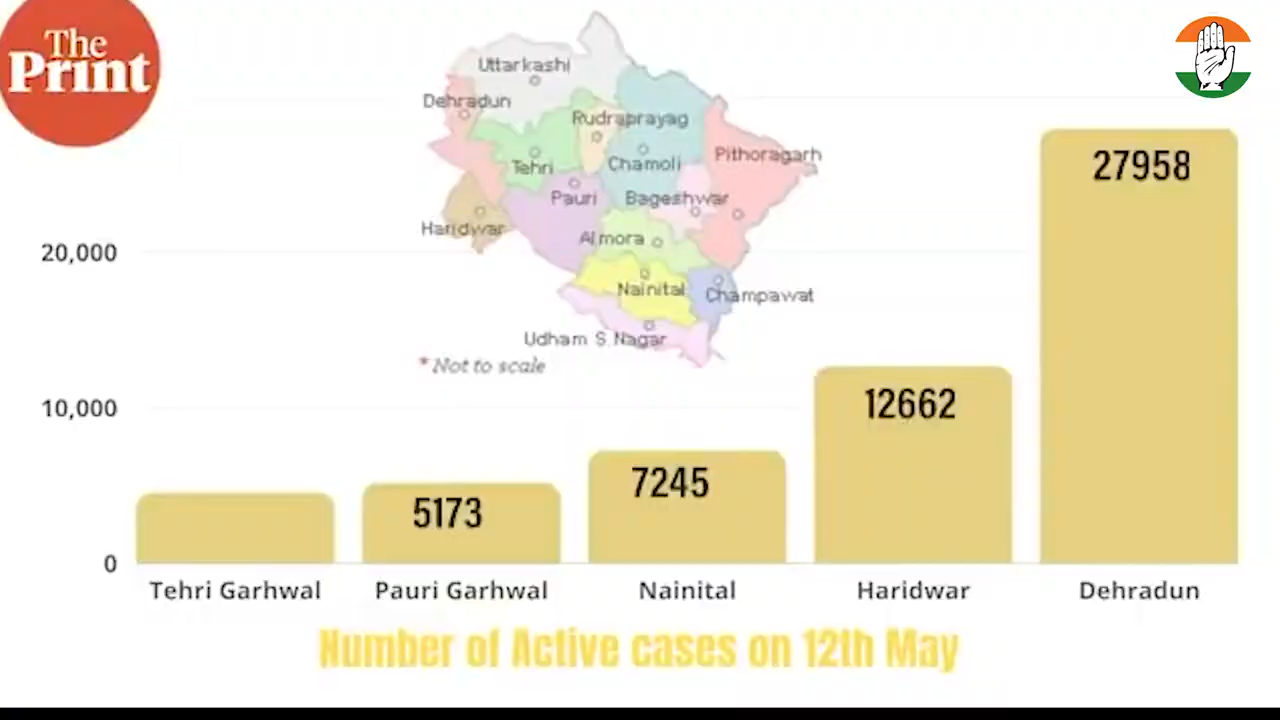 The
Print
Uttarkashi
Dehradun
Rudraprayag
Tehri
Chamoli
Pithoragarh
Pauri
Bageshwar
Haridwar
Almora
Nainital
Champawat
Udham S.Nagar
* Not to scale
20,000
10,000
0
27958
12662
7245
5173
Tehri Garhwal
Pauri Garhwal
Nainital
Haridwar
Dehradun
Number of Active cases on 12th May